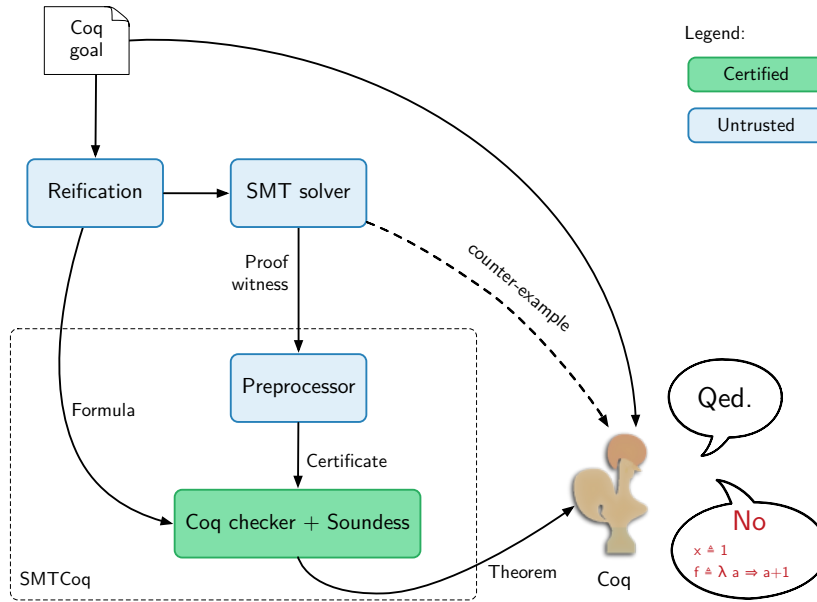 Coq
goal
Legend:
Certified
Untrusted
Reification
SMT solver
Proof
witness
counter-example
Preprocessor
Qed.
Formula
Certificate
Coq checker + Soundess
No
x ≜ 1
f ≜ λ a ⇒ a+1
SMTCoq
Theorem
Coq